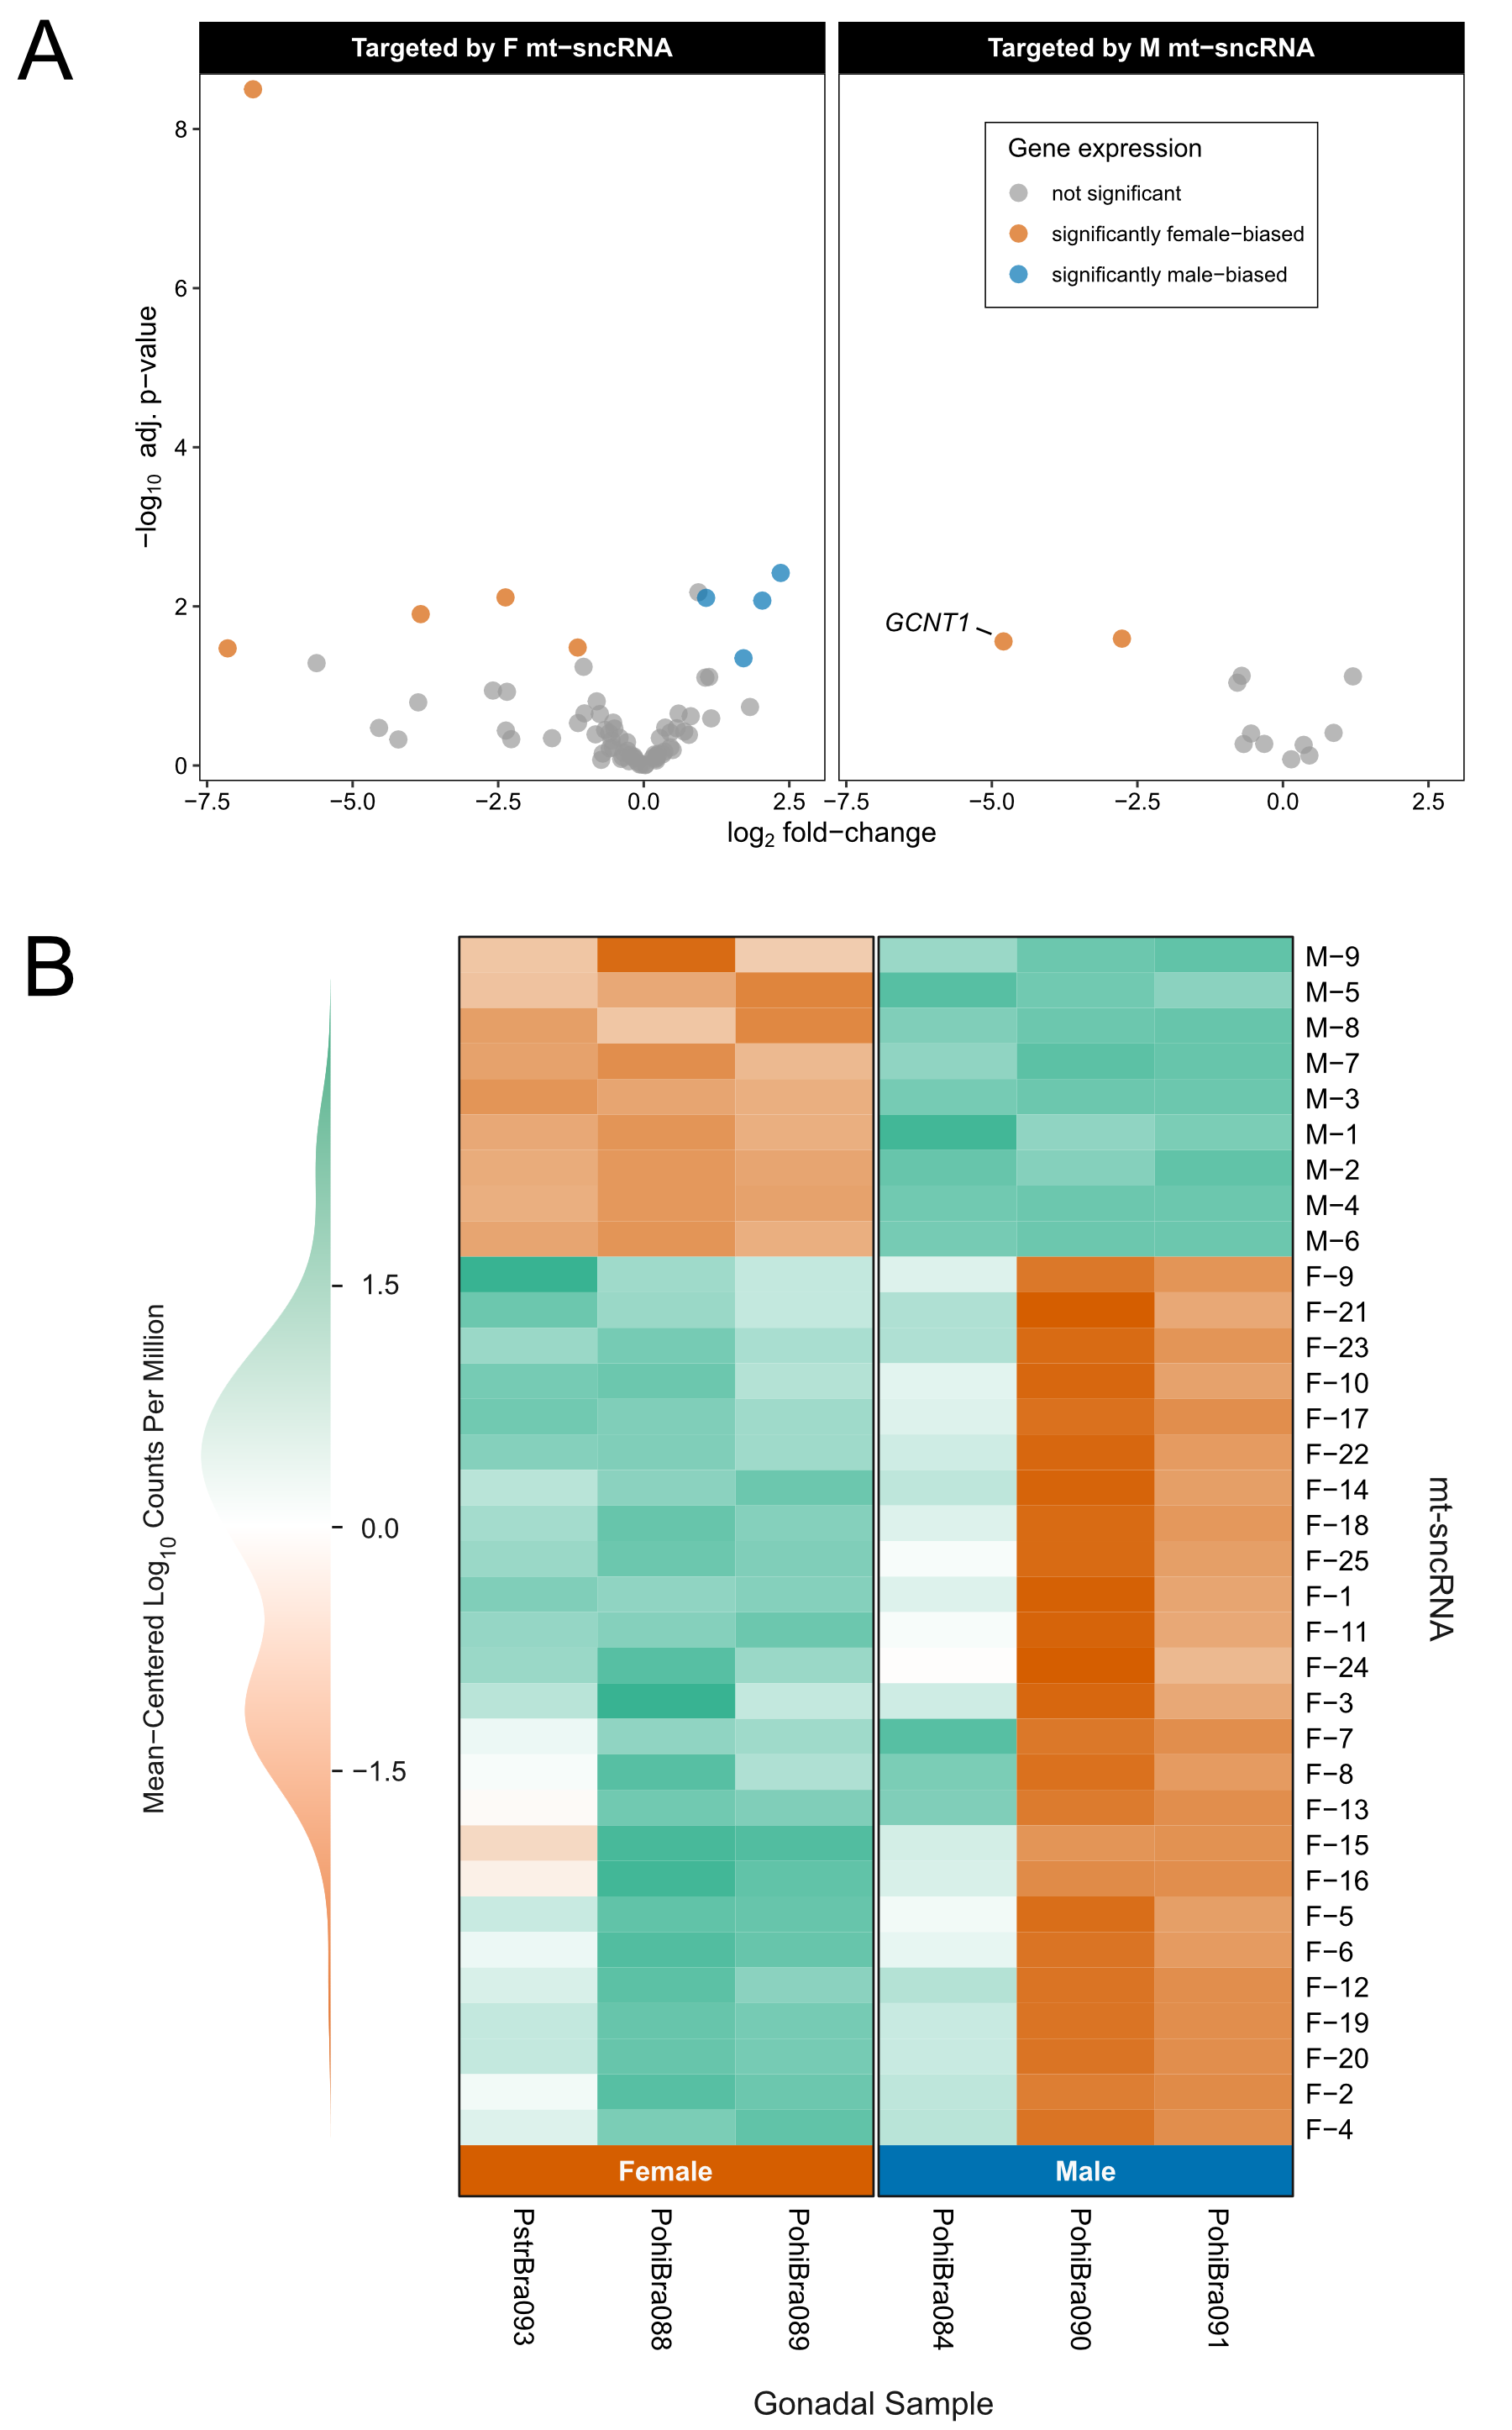 A
Targeted by F mt−sncRNA
Targeted by M mt−sncRNA
Gene expression
not significant
significantly female−biased
significantly male−biased
GCNT1
−log10 adj. p−value
8
6
4
2
0
−7.5 −5.0 −2.5 0.0 2.5
−7.5 −5.0 −2.5 0.0 2.5
log2 fold−change
B
Mean−Centered Log10 Counts Per Million
1.5
0.0
−1.5
M−9
M−5
M−8
M−7
M−3
M−1
M−2
M−4
M−6
F−9
F−21
F−23
F−10
F−17
F−22
F−14
F−18
F−25
F−1
F−11
F−24
F−3
F−7
F−8
F−13
F−15
F−16
F−5
F−6
F−12
F−19
F−20
F−2
F−4
mt-sncRNA
Female
Male
PstrBra093
PohiBra088
PohiBra089
PohiBra084
PohiBra090
PohiBra091
Gonadal Sample